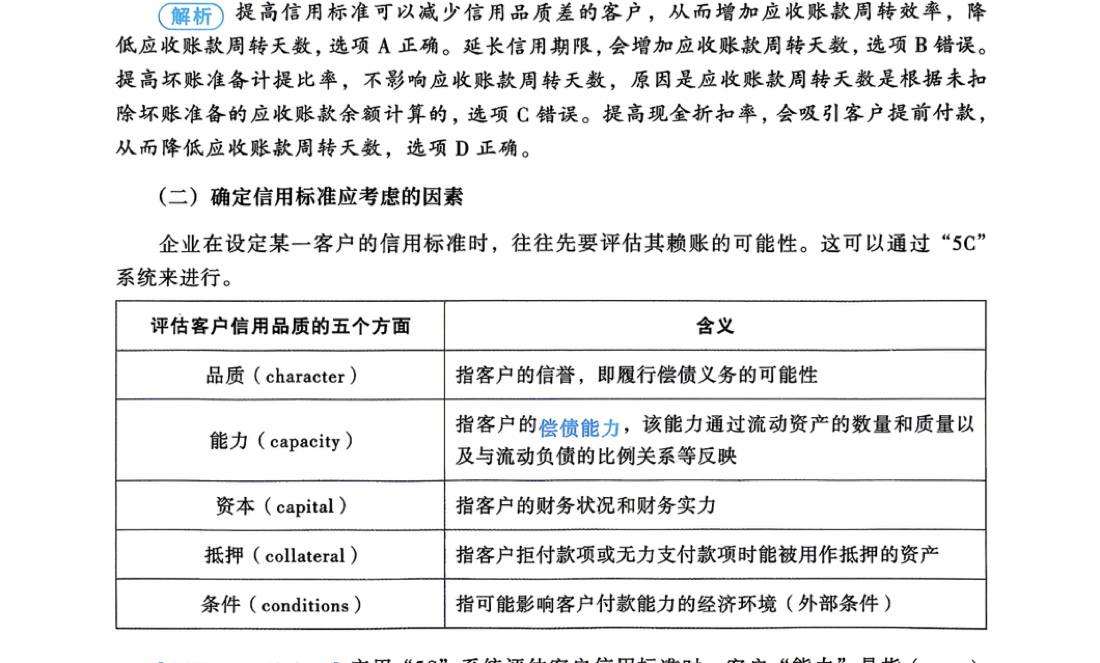 解析 提高信用标准可以减少信用品质差的客户，从而增加应收账款周转效率，降
低应收账款周转天数，选项 A 正确。延长信用期限，会增加应收账款周转天数，选项 B 错误。
提高坏账准备计提比率，不影响应收账款周转天数，原因是应收账款周转天数是根据未扣
除坏账准备的应收账款余额计算的，选项 C 错误。提高现金折扣率，会吸引客户提前付款，
从而降低应收账款周转天数，选项 D 正确。
（二）确定信用标准应考虑的因素
企业在设定某一客户的信用标准时，往往先要评估其赖账的可能性。这可以通过“5C”
系统来进行。
评估客户信用品质的五个方面 含义
品质（character） 指客户的信誉，即履行偿债义务的可能性
能力（capacity） 指客户的偿债能力，该能力通过流动资产的数量和质量以
及与流动负债的比例关系等反映
资本（capital） 指客户的财务状况和财务实力
抵押（collateral） 指客户拒付款项或无力支付款项时能被用作抵押的资产
条件（conditions） 指可能影响客户付款能力的经济环境（外部条件）